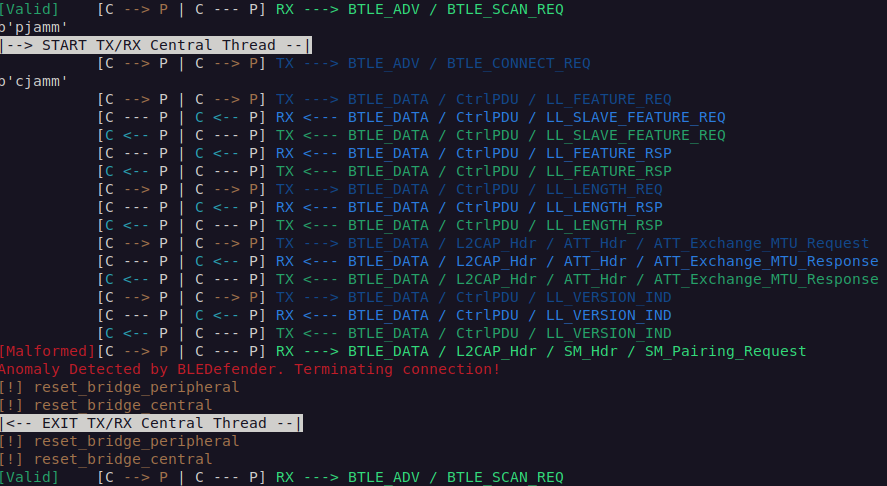 [Valid]    [C --> P | C --- P] RX ---> BTLE_ADV / BTLE_SCAN_REQ
b'pjamm'
|--> START TX/RX Central Thread --|
[C --> P | C --> P] TX ---> BTLE_ADV / BTLE_CONNECT_REQ
b'cjamm'
[C --> P | C --> P] TX ---> BTLE_DATA / CtrlPDU / LL_FEATURE_REQ
[C --- P | C <-- P] RX <--- BTLE_DATA / CtrlPDU / LL_SLAVE_FEATURE_REQ
[C <-- P | C --- P] TX <--- BTLE_DATA / CtrlPDU / LL_SLAVE_FEATURE_REQ
[C --- P | C <-- P] RX <--- BTLE_DATA / CtrlPDU / LL_FEATURE_RSP
[C <-- P | C --- P] TX <--- BTLE_DATA / CtrlPDU / LL_FEATURE_RSP
[C --> P | C --> P] TX ---> BTLE_DATA / CtrlPDU / LL_LENGTH_REQ
[C --- P | C <-- P] RX <--- BTLE_DATA / CtrlPDU / LL_LENGTH_RSP
[C <-- P | C --- P] TX <--- BTLE_DATA / CtrlPDU / LL_LENGTH_RSP
[C --> P | C --> P] TX ---> BTLE_DATA / L2CAP_Hdr / ATT_Hdr / ATT_Exchange_MTU_Request
[C --- P | C <-- P] RX <--- BTLE_DATA / L2CAP_Hdr / ATT_Hdr / ATT_Exchange_MTU_Response
[C <-- P | C --- P] TX <--- BTLE_DATA / L2CAP_Hdr / ATT_Hdr / ATT_Exchange_MTU_Response
[C --> P | C --> P] TX ---> BTLE_DATA / CtrlPDU / LL_VERSION_IND
[C --- P | C <-- P] RX <--- BTLE_DATA / CtrlPDU / LL_VERSION_IND
[C <-- P | C --- P] TX <--- BTLE_DATA / CtrlPDU / LL_VERSION_IND
[Malformed][C --> P | C --- P] RX ---> BTLE_DATA / L2CAP_Hdr / SM_Hdr / SM_Pairing_Request
Anomaly Detected by BLEDefender. Terminating connection!
[!] reset_bridge_peripheral
[!] reset_bridge_central
|<-- EXIT TX/RX Central Thread --|
[!] reset_bridge_peripheral
[!] reset_bridge_central
[Valid]    [C --> P | C --- P] RX ---> BTLE_ADV / BTLE_SCAN_REQ